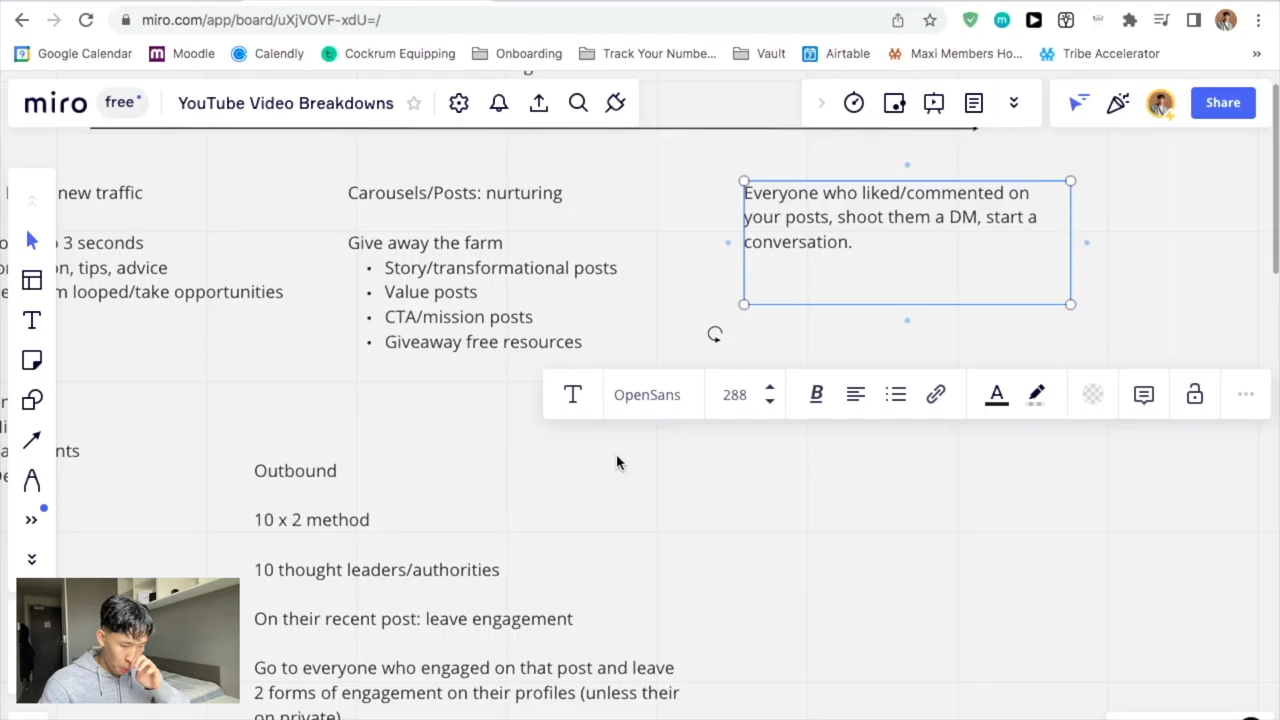 miro.com/app/board/uXjVOVF-xdU=/
Google Calendar
Moodle
Calendly
Cockrum Equipping
Onboarding
Track Your Numbe...
Vault
Airtable
Maxi Members Ho...
Tribe Accelerator
»
miro
free
YouTube Video Breakdowns
Share
new traffic
3 seconds
n, tips, advice
m looped/take opportunities
Carousels/Posts: nurturing
Give away the farm
• Story/transformational posts
• Value posts
• CTA/mission posts
• Giveaway free resources
Everyone who liked/commented on
your posts, shoot them a DM, start a
conversation.
OpenSans
288
nts
Outbound
10 x 2 method
10 thought leaders/authorities
On their recent post: leave engagement
Go to everyone who engaged on that post and leave
2 forms of engagement on their profiles (unless their
on private)